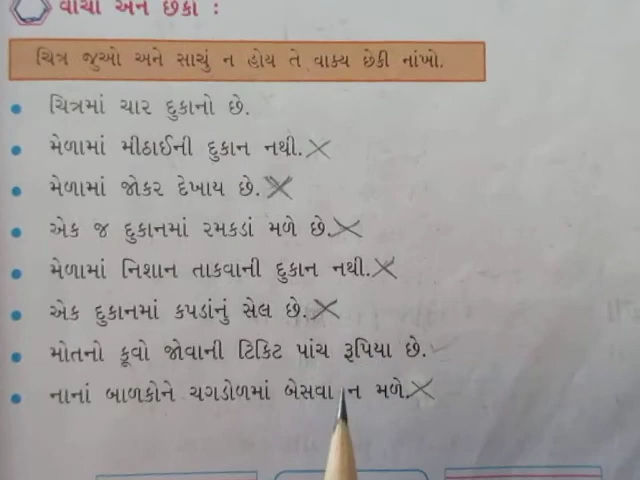 વાંચો અને છેકો :
ચિત્ર જુઓ અને સાચું ન હોય તે વાક્ય છેકી નાંખો.
ચિત્રમાં ચાર દુકાનો છે.
મેળામાં મીઠાઈની દુકાન નથી.
મેળામાં જોકર દેખાય છે.
એક જ દુકાનમાં રમકડાં મળે છે.
મેળામાં નિશાન તાકવાની દુકાન નથી.
એક દુકાનમાં કપડાંનું સેલ છે.
મોતનો કૂવો જોવાની ટિકિટ પાંચ રૂપિયા છે.
નાનાં બાળકોને ચગડોળમાં બેસવા ન મળે.